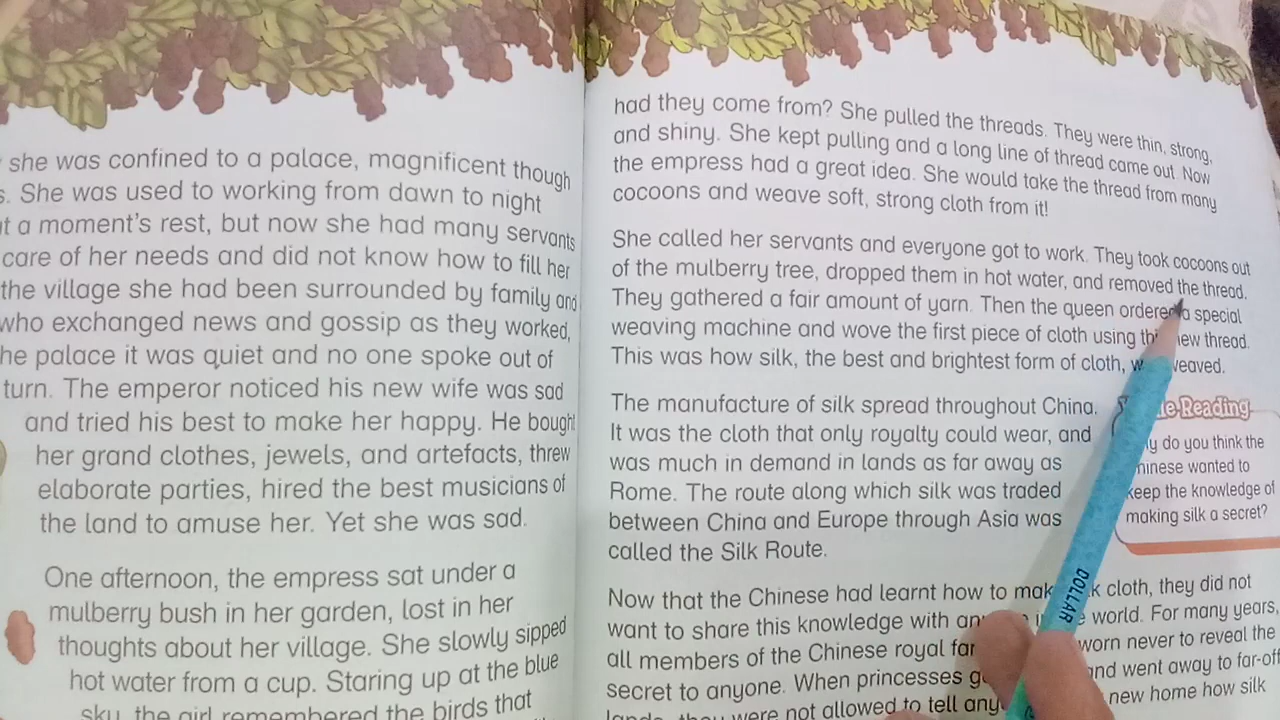 she was confined to a palace, magnificent though
s. She was used to working from dawn to night
t a moment's rest, but now she had many servants
care of her needs and did not know how to fill her
the village she had been surrounded by family and
who exchanged news and gossip as they worked,
he palace it was quiet and no one spoke out of
turn. The emperor noticed his new wife was sad
and tried his best to make her happy. He bought
her grand clothes, jewels, and artefacts, threw
elaborate parties, hired the best musicians of
the land to amuse her. Yet she was sad.
One afternoon, the empress sat under a
mulberry bush in her garden, lost in her
thoughts about her village. She slowly sipped
hot water from a cup. Staring up at the blue
sky, the girl remembered the birds that
had they come from? She pulled the threads. They were thin, strong,
and shiny. She kept pulling and a long line of thread came out. Now
the empress had a great idea. She would take the thread from many
cocoons and weave soft, strong cloth from it!
She called her servants and everyone got to work. They took cocoons out
of the mulberry tree, dropped them in hot water, and removed the thread.
They gathered a fair amount of yarn. Then the queen ordered a special
weaving machine and wove the first piece of cloth using new thread.
This was how silk, the best and brightest form of cloth, weaved.
The manufacture of silk spread throughout China.
It was the cloth that only royalty could wear, and
was much in demand in lands as far away as
Rome. The route along which silk was traded
between China and Europe through Asia was
called the Silk Route.
Now that the Chinese had learnt how to cloth, they did not
want to share this knowledge with world. For many years,
all members of the Chinese royal worn never to reveal the
secret to anyone. When princesses and went away to far-off
were not allowed to tell new home how silk
e-Reading
do you think the
hinese wanted to
keep the knowledge of
making silk a secret?
DOLLAR